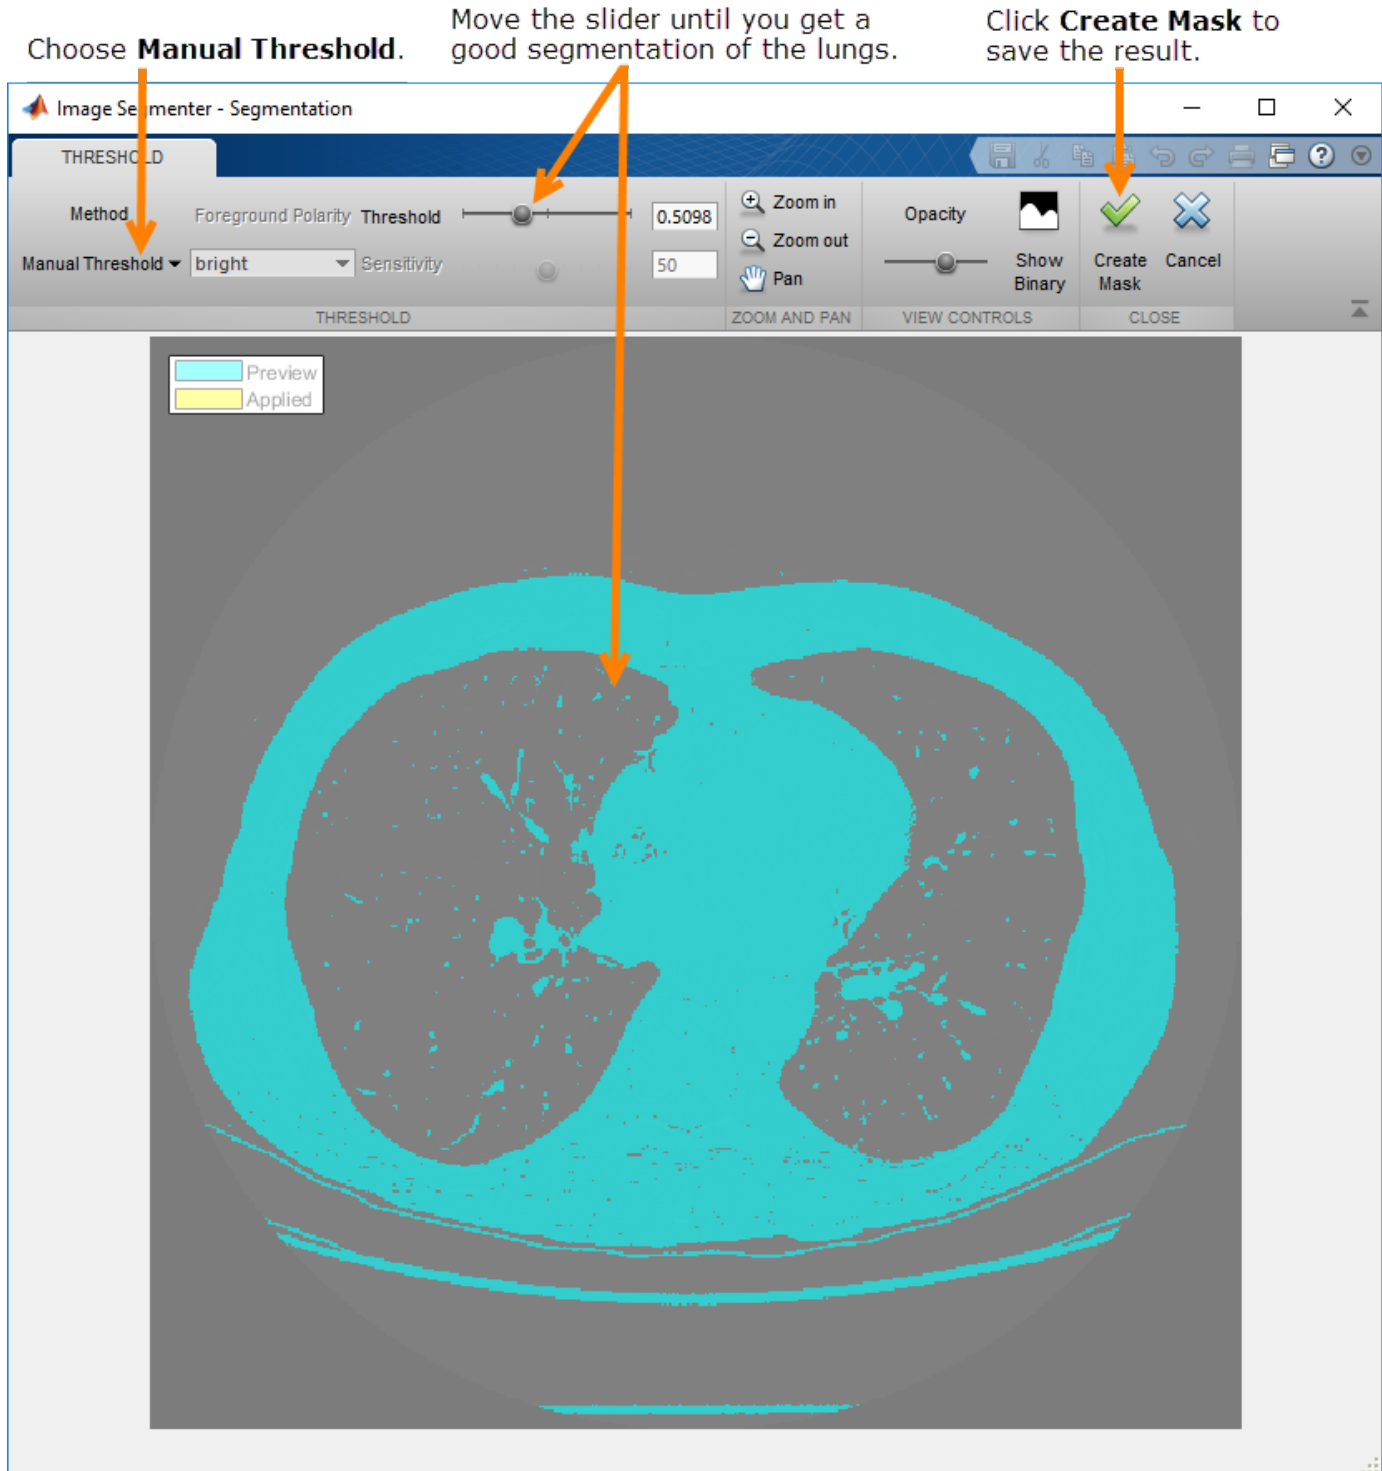 Choose Manual Threshold.
Move the slider until you get a
good segmentation of the lungs.
Click Create Mask to
save the result.
Image Segmenter - Segmentation
THRESHOLD
Method
Foreground Polarity
Threshold
0.5098
Manual Threshold
bright
Sensitivity
50
THRESHOLD
Zoom in
Zoom out
Pan
ZOOM AND PAN
Opacity
Show
Binary
VIEW CONTROLS
Create
Mask
Cancel
CLOSE
Preview
Applied